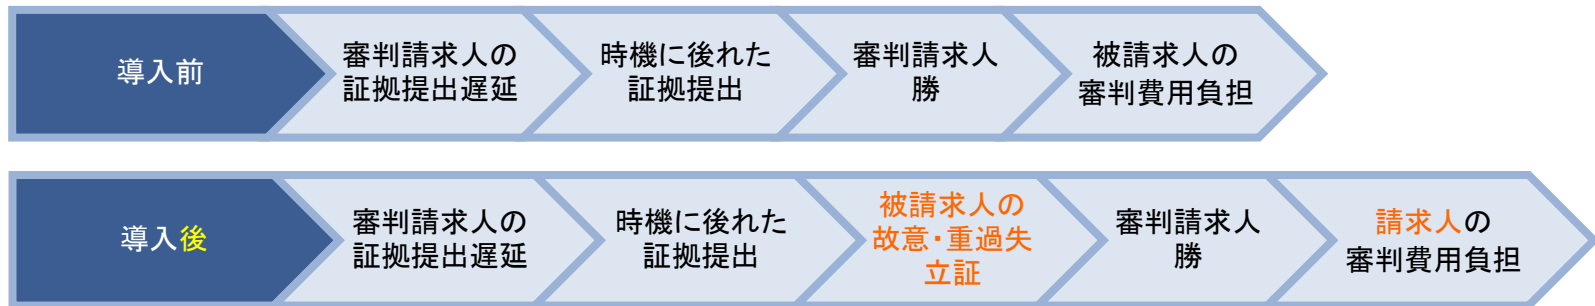 導入前
審判請求人の
証拠提出遅延
時機に後れた
証拠提出
審判請求人
勝
被請求人の
審判費用負担
導入後
審判請求人の
証拠提出遅延
時機に後れた
証拠提出
被請求人の
故意・重過失
立証
審判請求人
勝
請求人の
審判費用負担